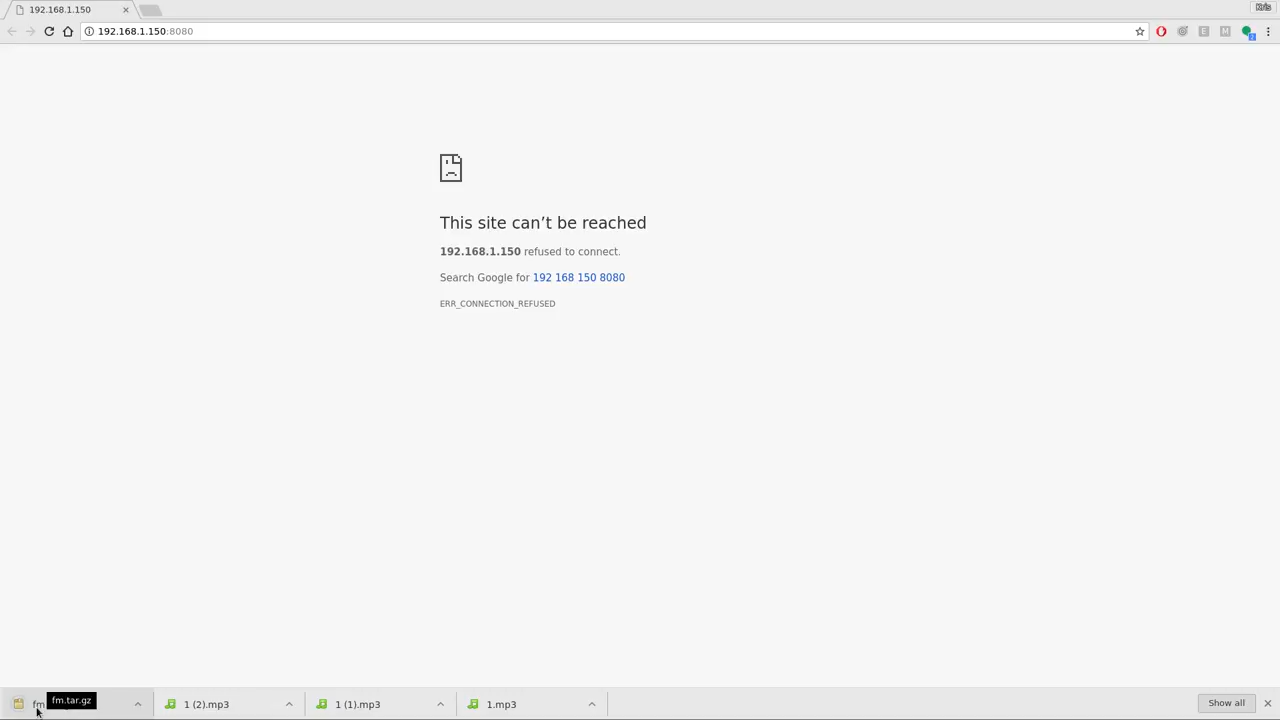 192.168.1.150
Kris
192.168.1.150:8080
This site can’t be reached
192.168.1.150 refused to connect.
Search Google for 192 168 150 8080
ERR_CONNECTION_REFUSED
fm.tar.gz
fm
1 (2).mp3
1 (1).mp3
1.mp3
Show all